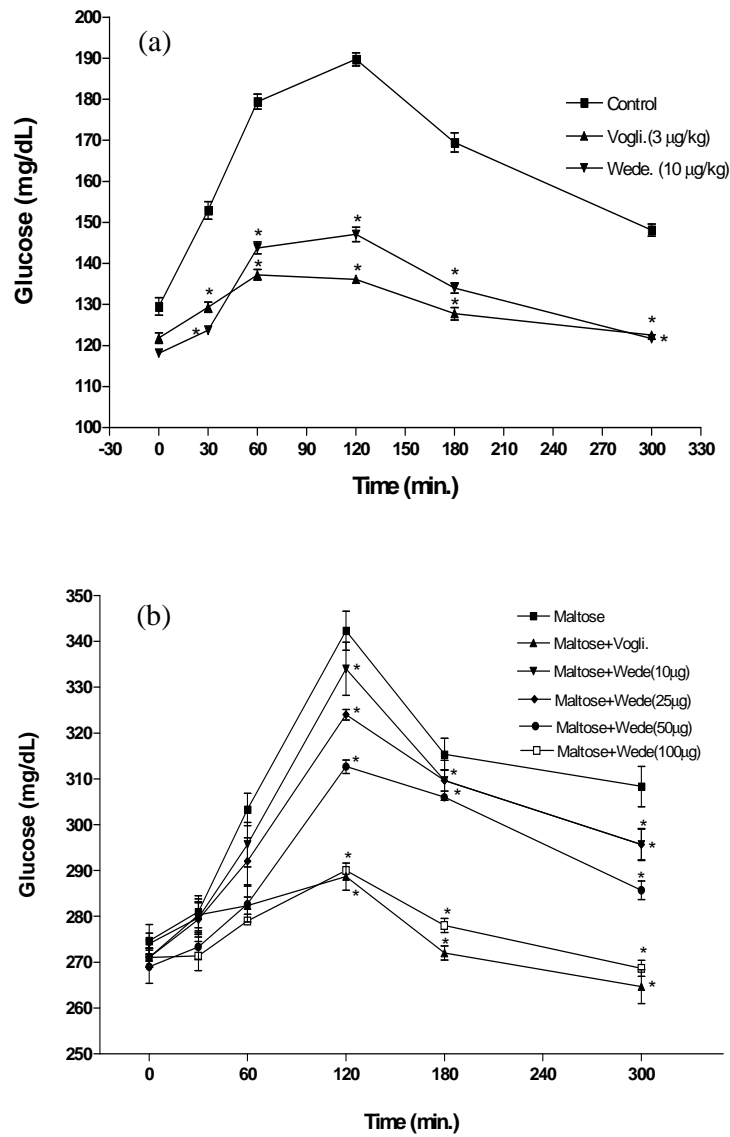 (a)
200
190
180
170
160
150
140
130
120
110
100
Glucose (mg/dL)
Control
Vogli.(3 µg/kg)
Wede. (10 µg/kg)
* * * * * * * * * *
-30 0 30 60 90 120 150 180 210 240 270 300 330
Time (min.)
(b)
350
340
330
320
310
300
290
280
270
260
250
Glucose (mg/dL)
Maltose
Maltose+Vogli.
Maltose+Wede(10µg)
Maltose+Wede(25µg)
Maltose+Wede(50µg)
Maltose+Wede(100µg)
* * * * * * * * * * * * * *
0 60 120 180 240 300
Time (min.)